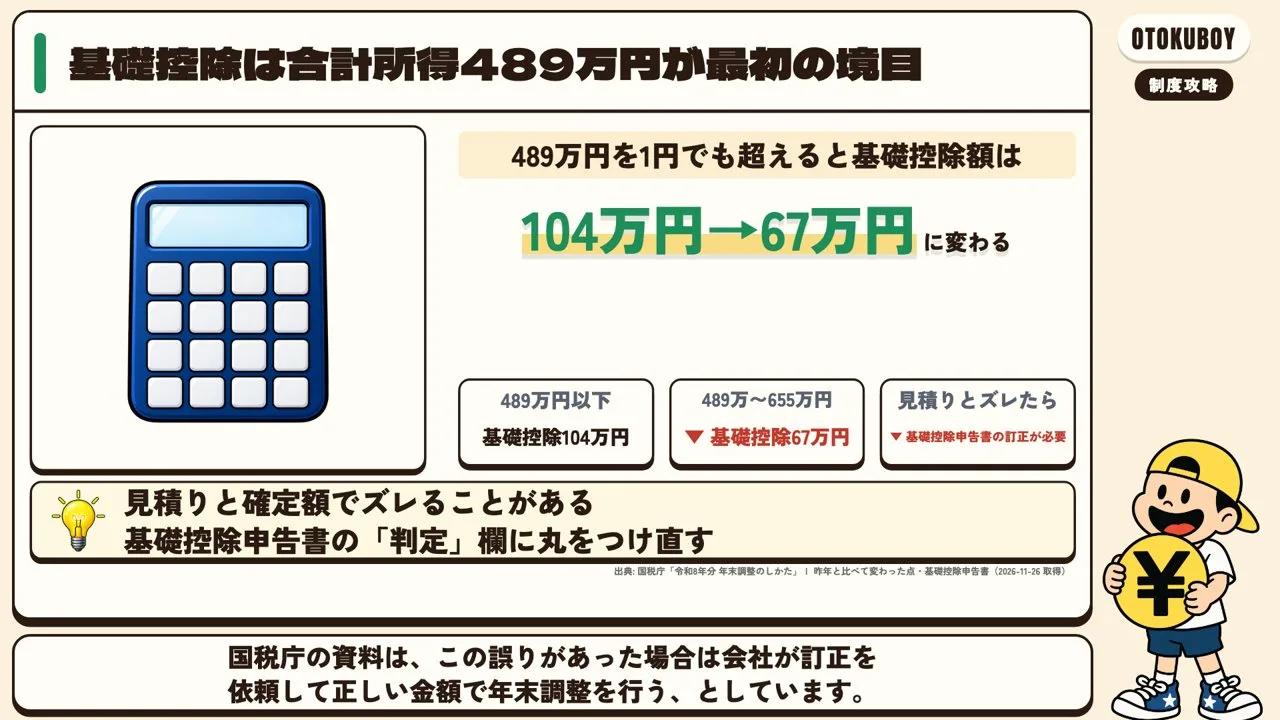 基礎控除は合計所得489万円が最初の境目
OTOKUBOY
制度攻略
489万円を1円でも超えると基礎控除額は
104万円→67万円 に変わる
489万円以下
基礎控除104万円
489万〜655万円
▼ 基礎控除67万円
見積りとズレたら
▼ 基礎控除申告書の訂正が必要
見積りと確定額でズレることがある
基礎控除申告書の「判定」欄に丸をつけ直す
出典: 国税庁「令和8年分 年末調整のしかた」| 昨年と比べて変わった点・基礎控除申告書（2026-11-26 取得）
¥
国税庁の資料は、この誤りがあった場合は会社が訂正を
依頼して正しい金額で年末調整を行う、としています。